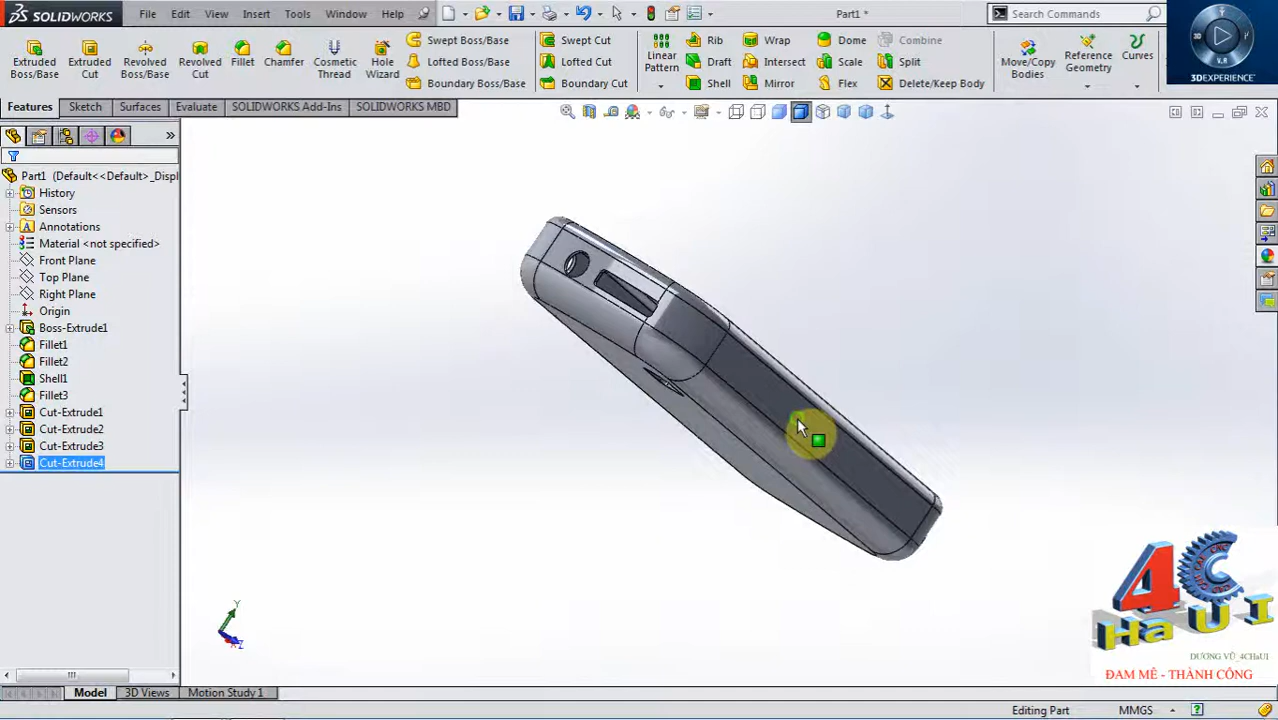 SOLIDWORKS File Edit View Insert Tools Window Help Part1 * Search Commands
3D V.R
3DEXPERIENCE®
Extruded Boss/Base
Extruded Cut
Revolved Boss/Base
Revolved Cut
Fillet
Chamfer
Cosmetic Thread
Hole Wizard
Swept Boss/Base
Lofted Boss/Base
Boundary Boss/Base
Swept Cut
Lofted Cut
Boundary Cut
Linear Pattern
Rib
Draft
Shell
Wrap
Intersect
Mirror
Dome
Scale
Flex
Combine
Split
Delete/Keep Body
Move/Copy Bodies
Reference Geometry
Curves
Features Sketch Surfaces Evaluate SOLIDWORKS Add-Ins SOLIDWORKS MBD
Part1 (Default<<Default>_Displ
History
Sensors
Annotations
Material <not specified>
Front Plane
Top Plane
Right Plane
Origin
Boss-Extrude1
Fillet1
Fillet2
Shell1
Fillet3
Cut-Extrude1
Cut-Extrude2
Cut-Extrude3
Cut-Extrude4
Y
Z
4
HaUI
DƯƠNG VŨ_4CHaUI
ĐAM MÊ - THÀNH CÔNG
Model 3D Views Motion Study 1
Editing Part MMGS